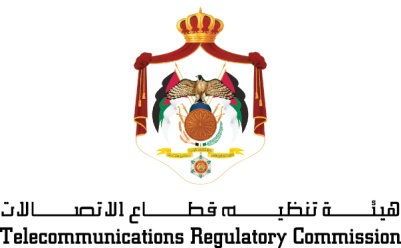 هيئة تنظيم قطاع الاتصالات
Telecommunications Regulatory Commission